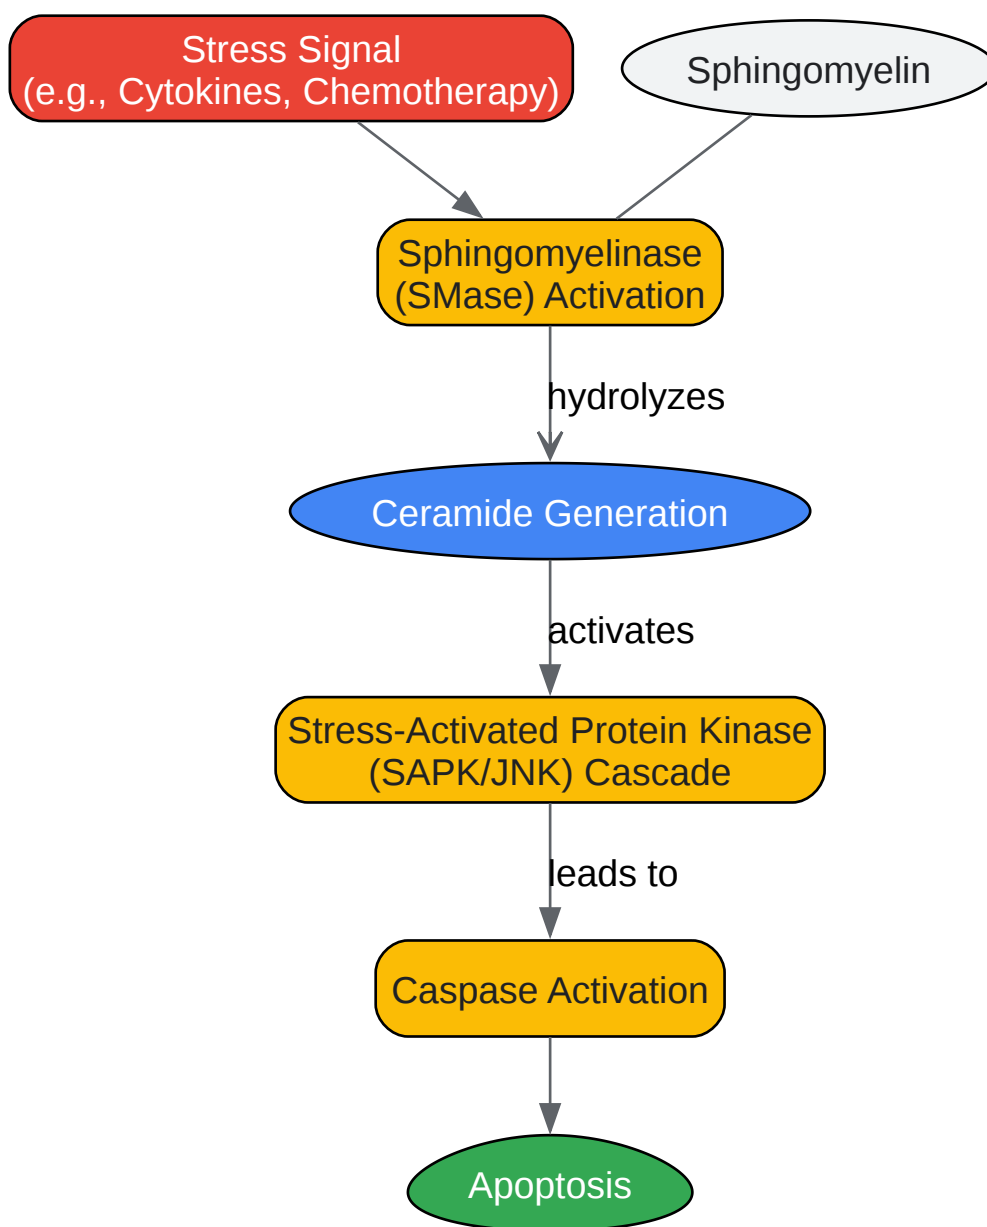 Stress Signal
(e.g., Cytokines, Chemotherapy)
Sphingomyelin
Sphingomyelinase
(SMase) Activation
hydrolyzes
Ceramide Generation
activates
Stress-Activated Protein Kinase
(SAPK/JNK) Cascade
leads to
Caspase Activation
Apoptosis